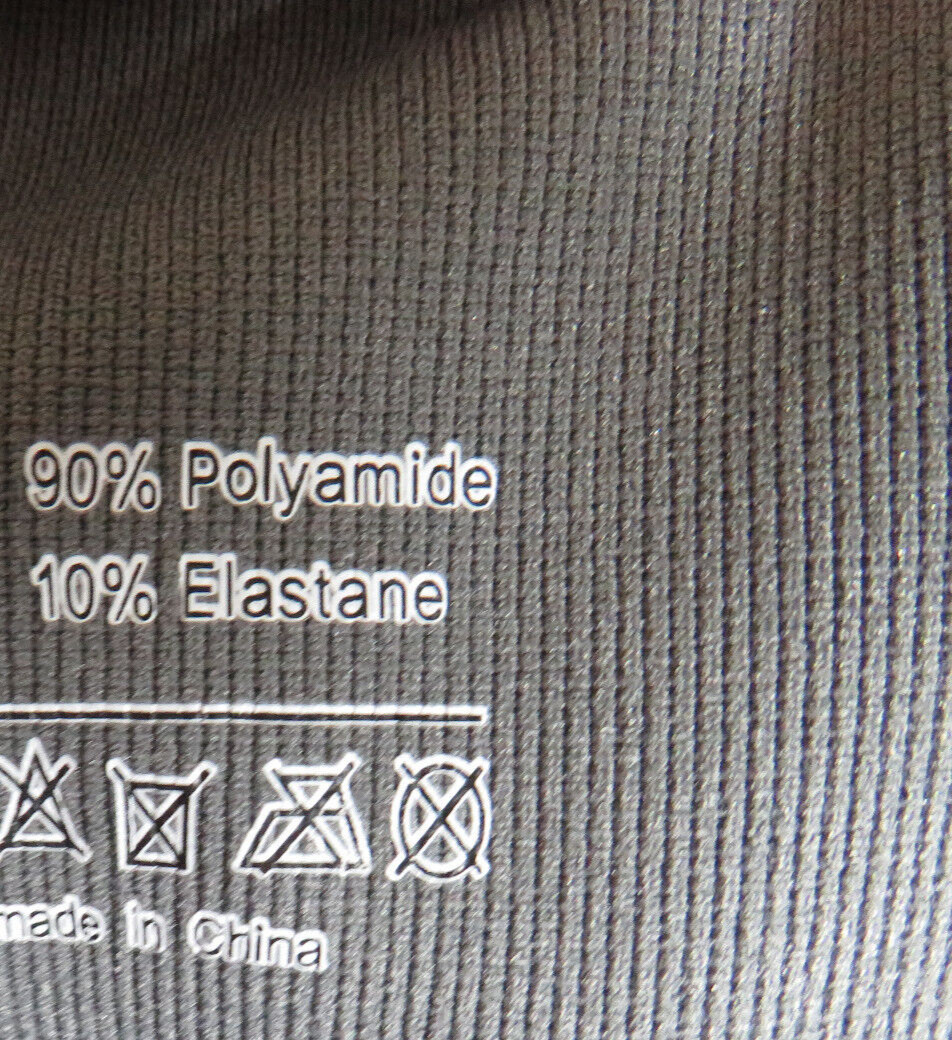 90% Polyamide
10% Elastane
made in China